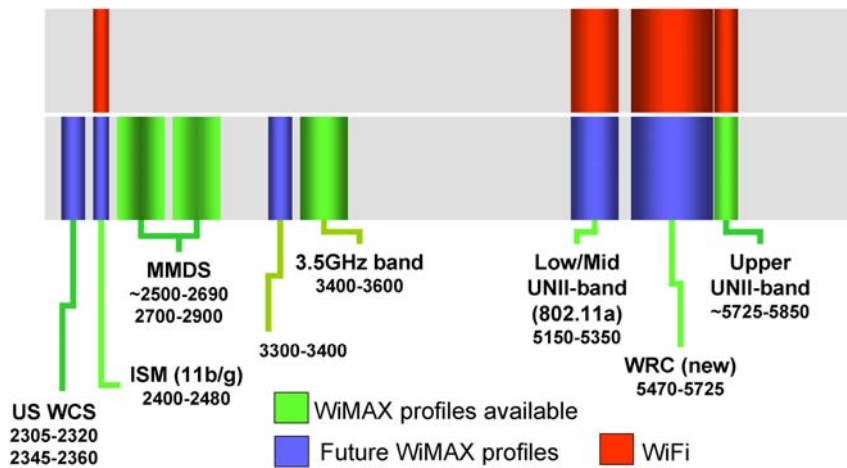 MMDS
~2500-2690
2700-2900
3.5GHz band
3400-3600
Low/Mid
UNII-band
(802.11a)
5150-5350
Upper
UNII-band
~5725-5850
3300-3400
WRC (new)
5470-5725
ISM (11b/g)
2400-2480
US WCS
2305-2320
2345-2360
WiMAX profiles available
Future WiMAX profiles
WiFi